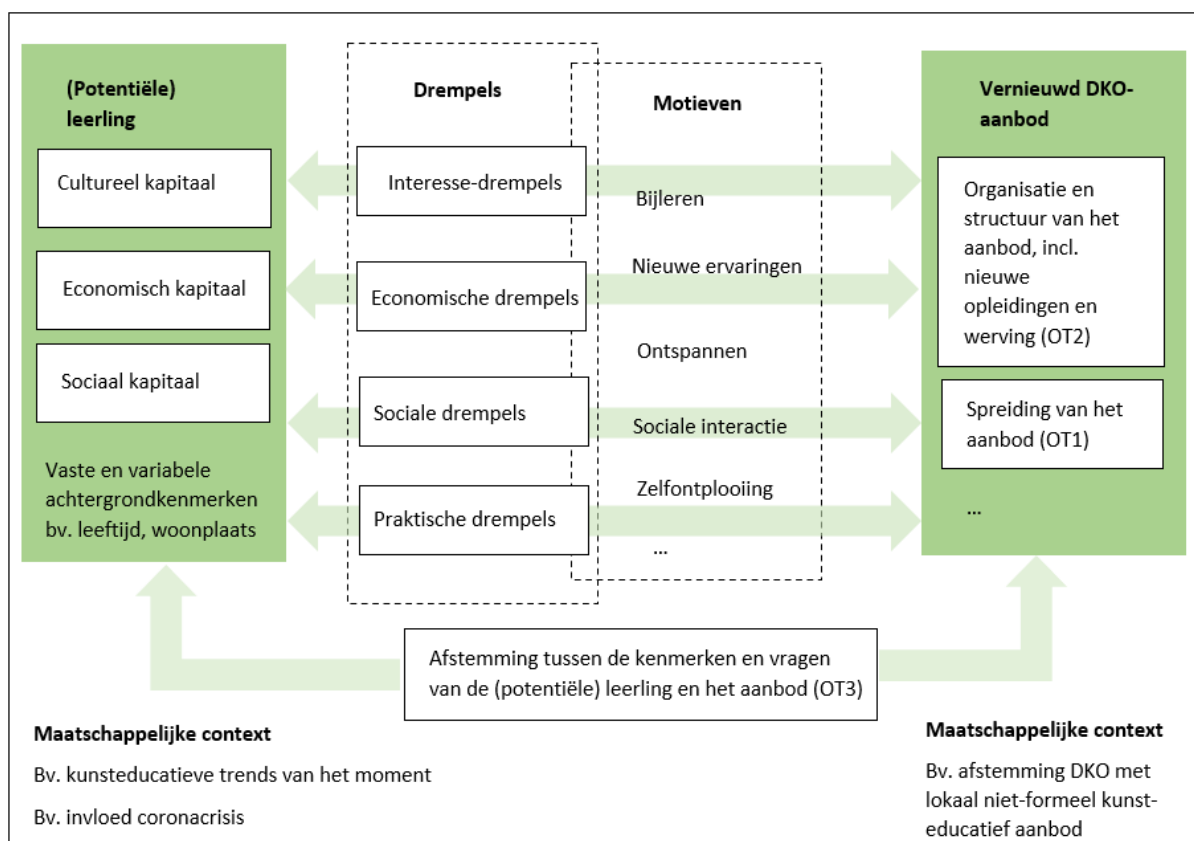 (Potentiële)
leerling
Cultureel kapitaal
Economisch kapitaal
Sociaal kapitaal
Vaste en variabele
achtergrondkenmerken
bv. leeftijd, woonplaats
Drempels
Interesse-drempels
Economische drempels
Sociale drempels
Praktische drempels
Motieven
Bijleren
Nieuwe ervaringen
Ontspannen
Sociale interactie
Zelfontplooiing
...
Vernieuwd DKO-
aanbod
Organisatie en
structuur van het
aanbod, incl.
nieuwe
opleidingen en
werving (OT2)
Spreiding van het
aanbod (OT1)
...
Afstemming tussen de kenmerken en vragen
van de (potentiële) leerling en het aanbod (OT3)
Maatschappelijke context
Bv. kunsteducatieve trends van het moment
Bv. invloed coronacrisis
Maatschappelijke context
Bv. afstemming DKO met
lokaal niet-formeel kunst-
educatief aanbod